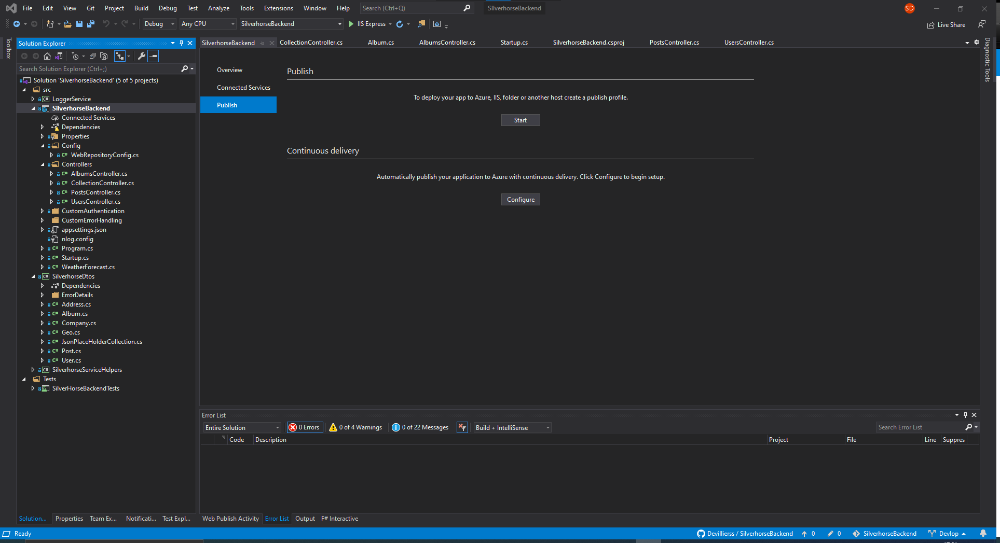 File Edit View Git Project Build Debug Test Analyze Tools Extensions Window Help Search (Ctrl+Q) SilverhorseBackend SD
Debug Any CPU SilverhorseBackend IIS Express Live Share
Toolbox
Solution Explorer
Search Solution Explorer (Ctrl+;)
Solution 'SilverhorseBackend' (5 of 5 projects)
src
LoggerService
SilverhorseBackend
Connected Services
Dependencies
Properties
Config
WebRepositoryConfig.cs
Controllers
AlbumsController.cs
CollectionController.cs
PostsController.cs
UsersController.cs
CustomAuthentication
CustomErrorHandling
appsettings.json
nlog.config
Program.cs
Startup.cs
WeatherForecast.cs
SilverhorseDtos
Dependencies
ErrorDetails
Address.cs
Album.cs
Company.cs
Geo.cs
JsonPlaceHolderCollection.cs
Post.cs
User.cs
SilverhorseServiceHelpers
Tests
SilverHorseBackendTests
Solution... Properties Team Ex... Notificati... Test Expl...
SilverhorseBackend CollectionController.cs Album.cs AlbumsController.cs Startup.cs SilverhorseBackend.csproj PostsController.cs UsersController.cs
Overview
Connected Services
Publish
Publish
To deploy your app to Azure, IIS, folder or another host create a publish profile.
Start
Continuous delivery
Automatically publish your application to Azure with continuous delivery. Click Configure to begin setup.
Configure
Diagnostic Tools
Error List
Entire Solution 0 Errors 0 of 4 Warnings 0 of 22 Messages Build + IntelliSense Search Error List
Code Description Project File Line Suppres
Web Publish Activity Error List Output F# Interactive
Ready Devillierss / SilverhorseBackend 0 0 SilverhorseBackend Devlop